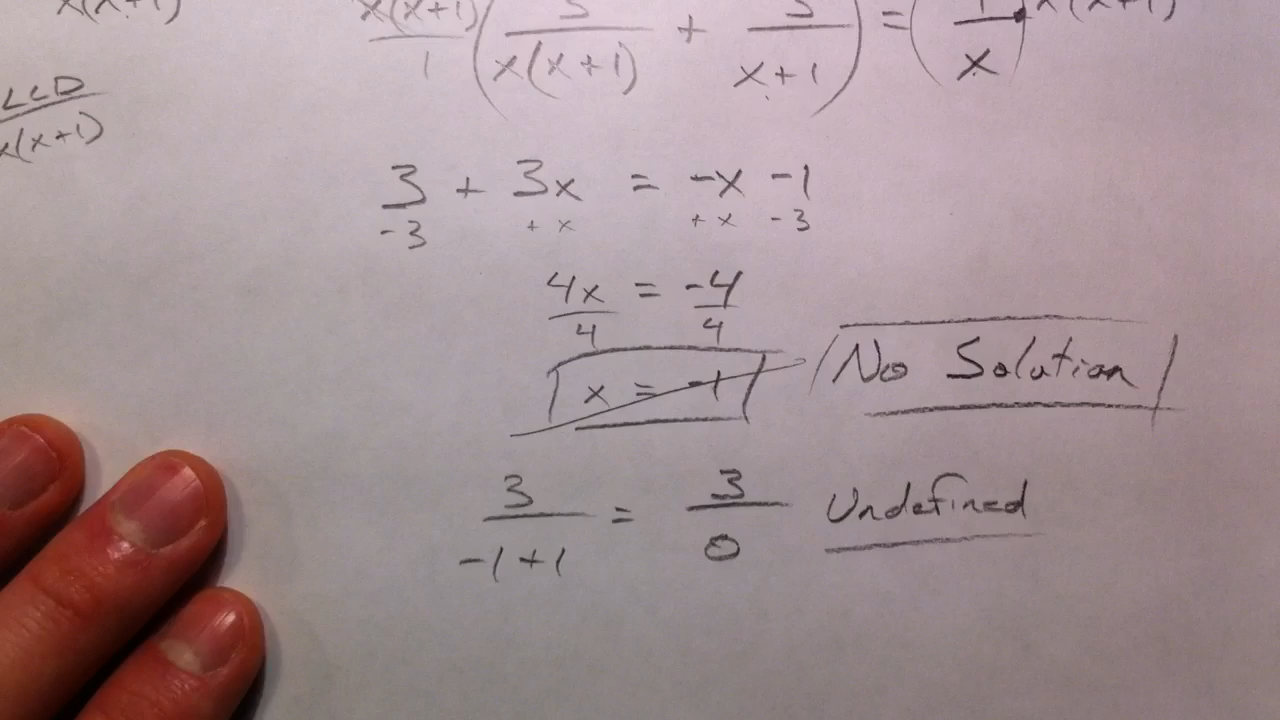 x(x+1)
x(x+1)/1 (3/(x(x+1)) + 3/(x+1)) = (1/x) • x(x+1)
LCD
x(x+1)
3 + 3x = -x -1
-3 +x +x -3
4x/4 = -4/4
x = -1 No Solution
3/(-1+1) = 3/0 Undefined